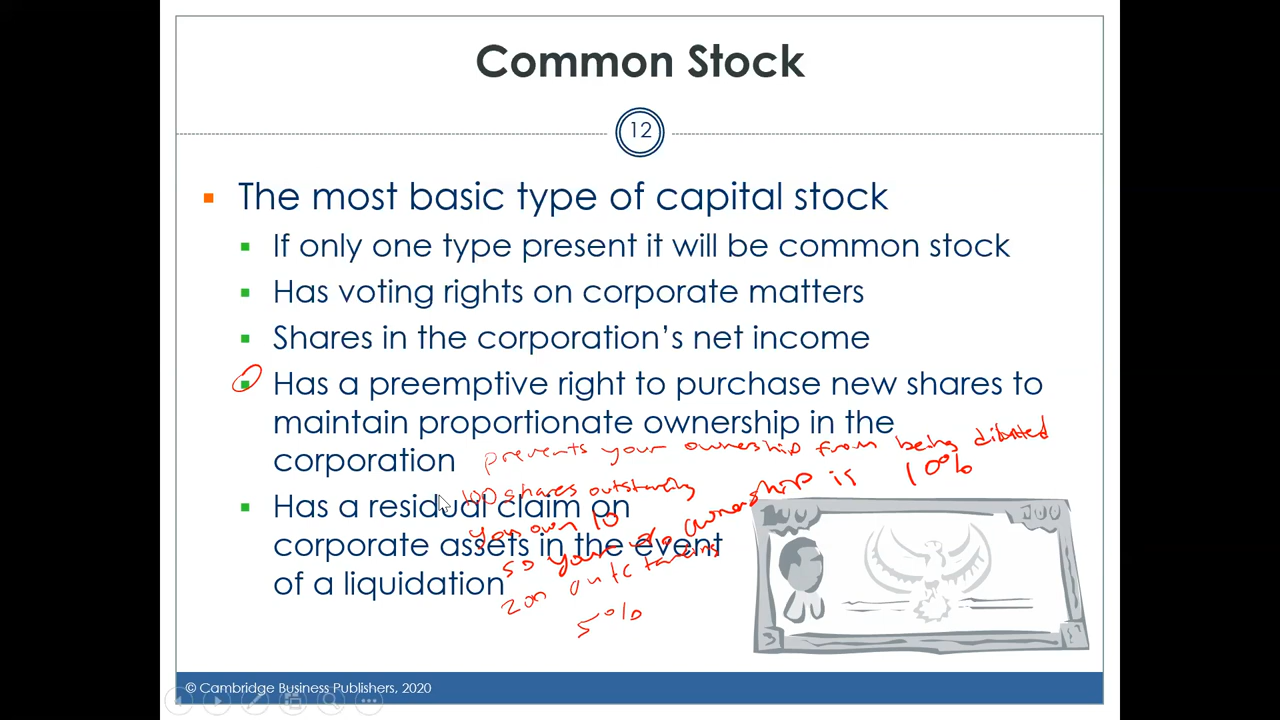 Common Stock
12
The most basic type of capital stock
If only one type present it will be common stock
Has voting rights on corporate matters
Shares in the corporation’s net income
Has a preemptive right to purchase new shares to
maintain proportionate ownership in the
corporation
prevents your ownership from being diluted
100 shares outstanding
Has a residual claim on
you own 10
so your % ownership is 10%
corporate assets in the event
200 outstanding
of a liquidation
5%
100
© Cambridge Business Publishers, 2020